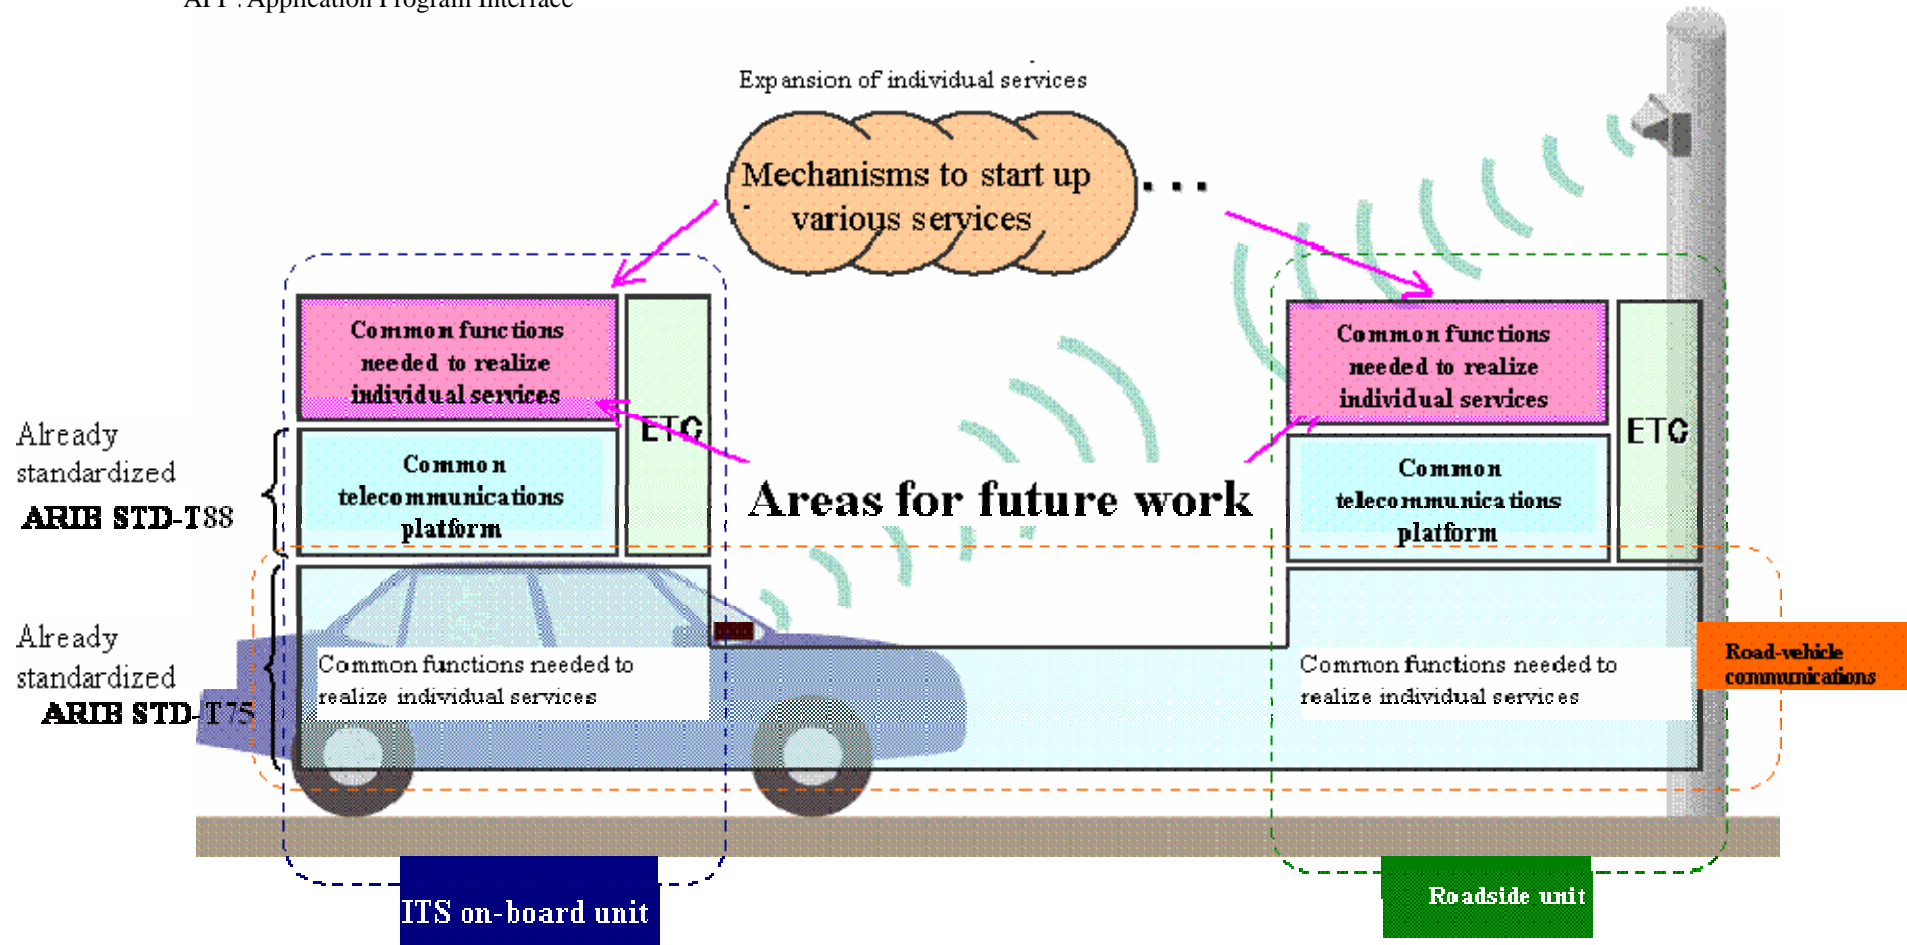 : Application Program Interface
Expansion of individual services
Mechanisms to start up
various services
...
Common functions
needed to realize
individual services
ETC
Common functions
needed to realize
individual services
ETC
Already
standardized
ARIB STD-T88
Common
telecommunications
platform
Areas for future work
Common
telecommunications
platform
Already
standardized
ARIB STD-T75
Common functions needed to
realize individual services
Common functions needed to
realize individual services
Road-vehicle
communications
ITS on-board unit
Roadside unit